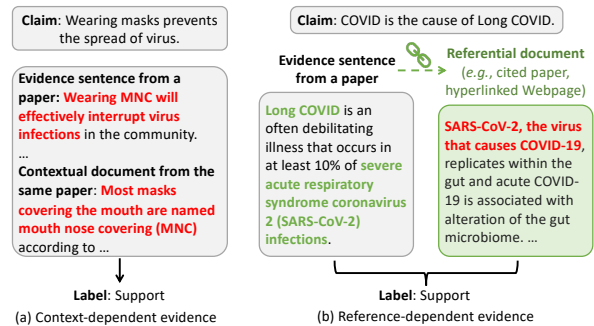 Claim: Wearing masks prevents
the spread of virus.
Evidence sentence from a
paper: Wearing MNC will
effectively interrupt virus
infections in the community.
...
Contextual document from the
same paper: Most masks
covering the mouth are named
mouth nose covering (MNC)
according to ...
Label: Support
(a) Context-dependent evidence
Claim: COVID is the cause of Long COVID.
Evidence sentence
from a paper
Referential document
(e.g., cited paper,
hyperlinked Webpage)
Long COVID is an
often debilitating
illness that occurs in
at least 10% of severe
acute respiratory
syndrome coronavirus
2 (SARS-CoV-2)
infections.
SARS-CoV-2, the virus
that causes COVID-19,
replicates within the
gut and acute COVID-
19 is associated with
alteration of the gut
microbiome. ...
Label: Support
(b) Reference-dependent evidence